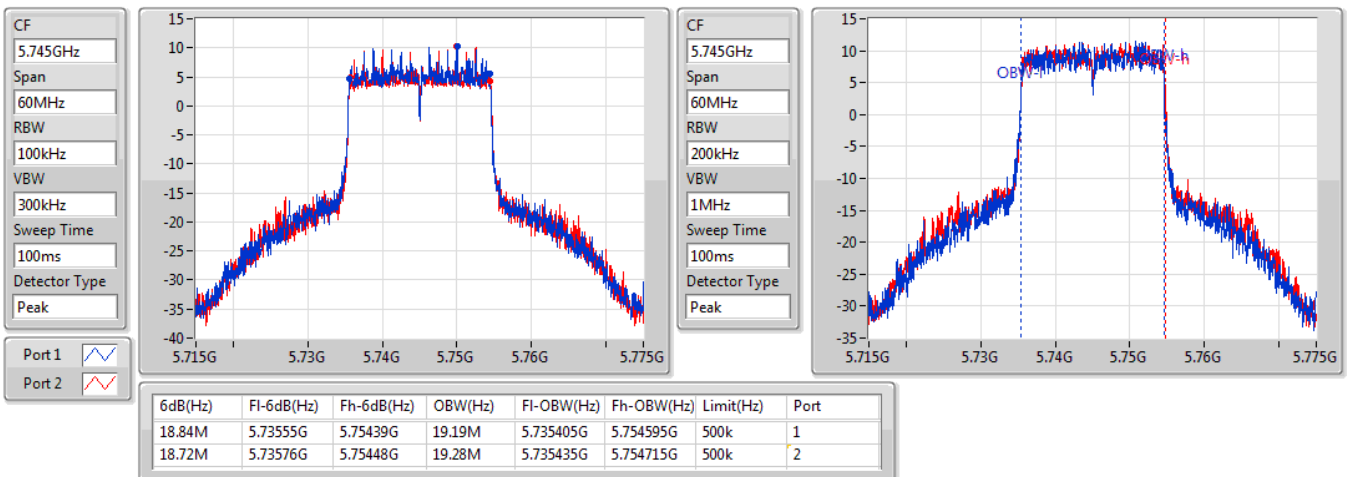 CF
5.745GHz
Span
60MHz
RBW
100kHz
VBW
300kHz
Sweep Time
100ms
Detector Type
Peak
Port 1
Port 2
15
10
5
0
-5
-10
-15
-20
-25
-30
-35
-40
5.715G 5.73G 5.74G 5.75G 5.76G 5.775G
CF
5.745GHz
Span
60MHz
RBW
200kHz
VBW
1MHz
Sweep Time
100ms
Detector Type
Peak
15
10
5
0
-5
-10
-15
-20
-25
-30
-35
5.715G 5.73G 5.74G 5.75G 5.76G 5.775G
6dB(Hz) Fl-6dB(Hz) Fh-6dB(Hz) OBW(Hz) Fl-OBW(Hz) Fh-OBW(Hz) Limit(Hz) Port
18.84M 5.73555G 5.75439G 19.19M 5.735405G 5.754595G 500k 1
18.72M 5.73576G 5.75448G 19.28M 5.735435G 5.754715G 500k 2